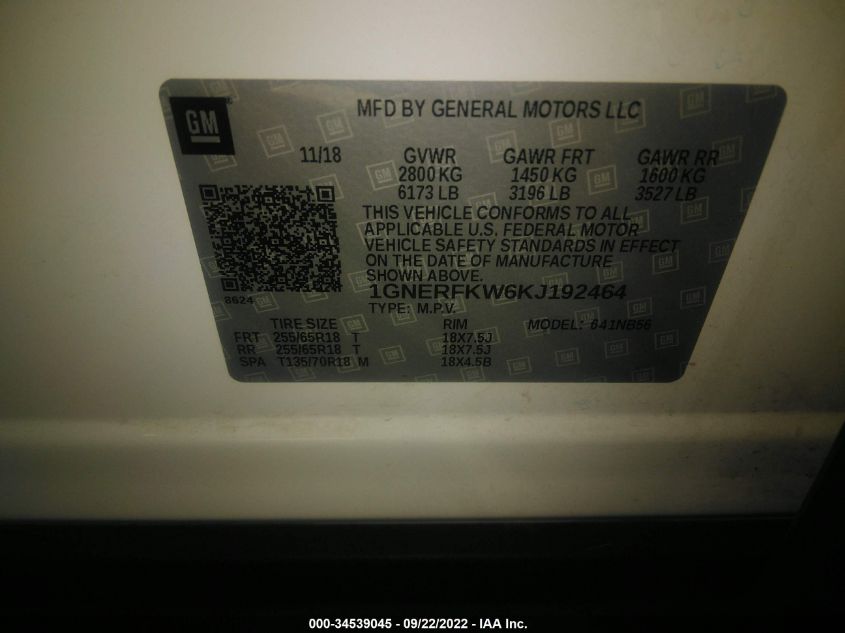 GM
MFD BY GENERAL MOTORS LLC
11/18 GVWR GAWR FRT GAWR RR
2800 KG 1450 KG 1600 KG
6173 LB 3196 LB 3527 LB
THIS VEHICLE CONFORMS TO ALL
APPLICABLE U.S. FEDERAL MOTOR
VEHICLE SAFETY STANDARDS IN EFFECT
ON THE DATE OF MANUFACTURE
SHOWN ABOVE.
8624
1GNERFKW6KJ192464
TYPE: M.P.V.
TIRE SIZE RIM MODEL: 641NB56
FRT 255/65R18 T 18X7.5J
RR 255/65R18 T 18X7.5J
SPA T135/70R18 M 18X4.5B
000-34539045 - 09/22/2022 - IAA Inc.